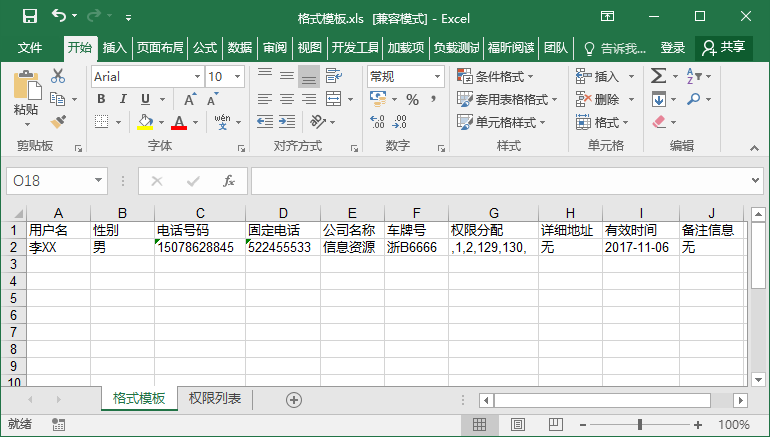 格式模板.xls [兼容模式] - Excel
文件 开始 插入 页面布局 公式 数据 审阅 视图 开发工具 加载项 负载测试 福昕阅读 团队 告诉我... 登录 共享
Arial 10 常规 条件格式 插入
粘贴 B I U A A % , 套用表格格式 删除
A wén 文 .00 .00 单元格样式 格式
剪贴板 字体 对齐方式 数字 样式 单元格 编辑
O18 fx
A B C D E F G H I J
1 用户名 性别 电话号码 固定电话 公司名称 车牌号 权限分配 详细地址 有效时间 备注信息
2 李XX 男 15078628845 522455533 信息资源 浙B6666 ,1,2,129,130, 无 2017-11-06 无
3
4
5
6
7
8
9
10
格式模板 权限列表
就绪 100%